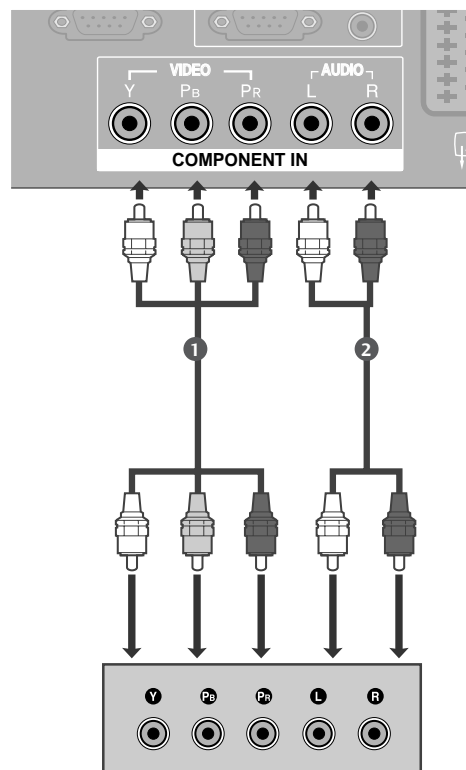 VIDEO AUDIO
Y PB PR L R
COMPONENT IN
1 2
Y PB PR L R